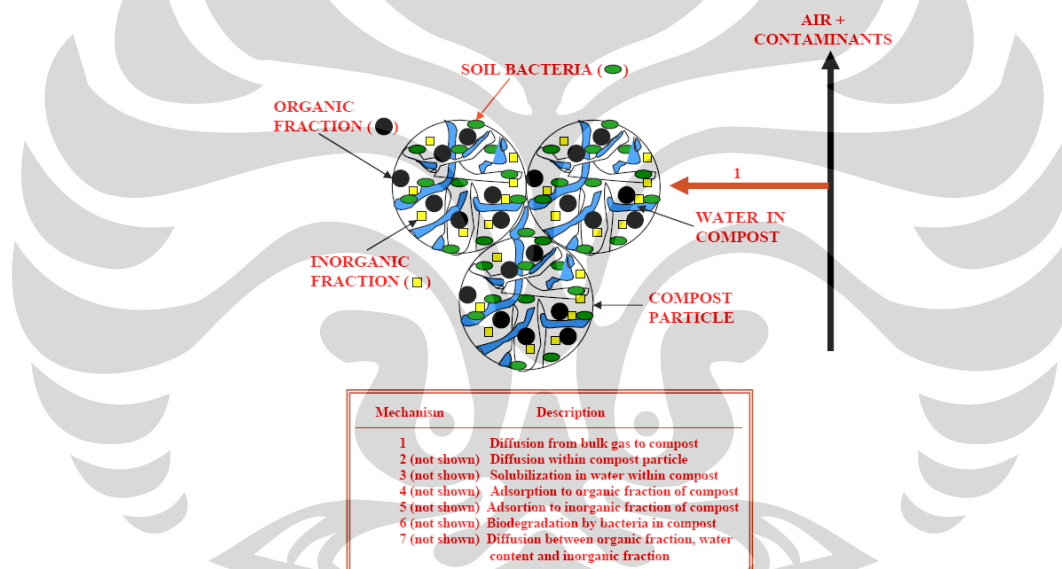 AIR +
CONTAMINANTS
SOIL BACTERIA ( )
ORGANIC
FRACTION ( )
1
WATER IN
COMPOST
INORGANIC
FRACTION ( )
COMPOST
PARTICLE
Mechanism Description
1 Diffusion from bulk gas to compost
2 (not shown) Diffusion within compost particle
3 (not shown) Solubilization in water within compost
4 (not shown) Adsorption to organic fraction of compost
5 (not shown) Adsortion to inorganic fraction of compost
6 (not shown) Biodegradation by bacteria in compost
7 (not shown) Diffusion between organic fraction, water
content and inorganic fraction